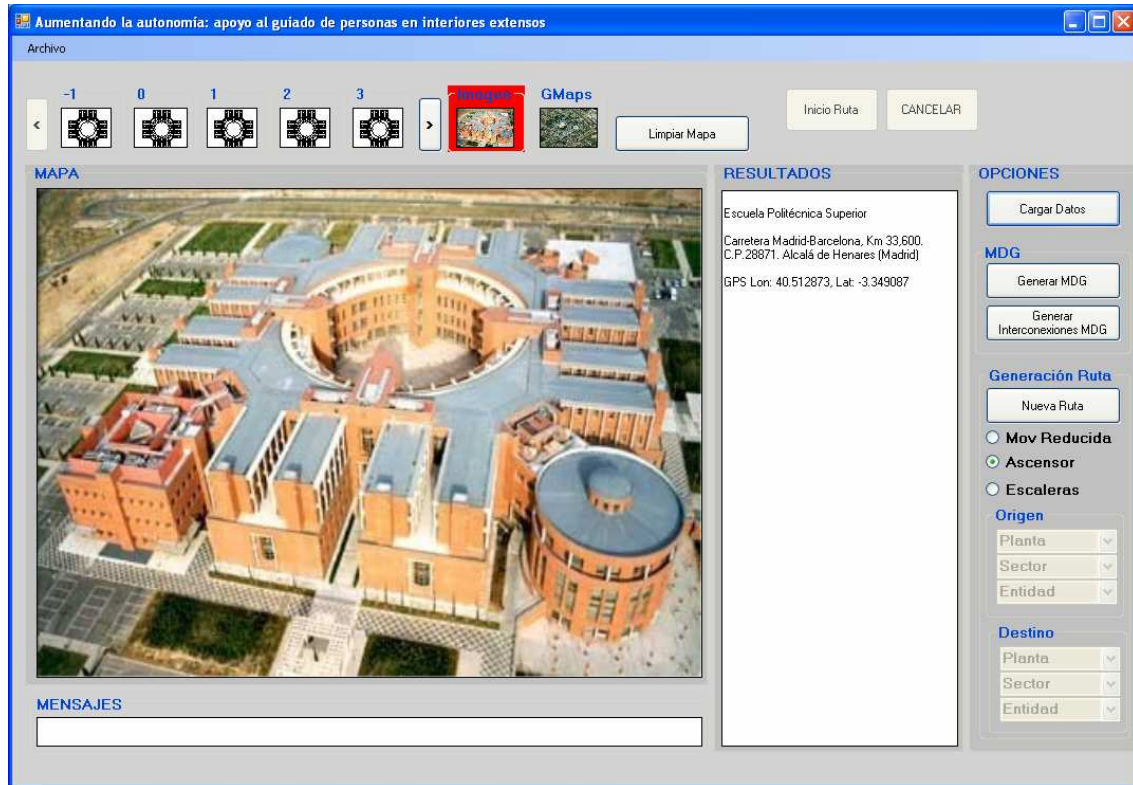 Aumentando la autonomía: apoyo al guiado de personas en interiores extensos
Archivo
-1 0 1 2 3 Imagen GMaps
< > Limpiar Mapa Inicio Ruta CANCELAR
MAPA
RESULTADOS
Escuela Politécnica Superior
Carretera Madrid-Barcelona, Km 33,600.
C.P.28871. Alcalá de Henares (Madrid)
GPS Lon: 40.512873, Lat: -3.349087
OPCIONES
Cargar Datos
MDG
Generar MDG
Generar
Interconexiones MDG
Generación Ruta
Nueva Ruta
Mov Reducida
Ascensor
Escaleras
Origen
Planta
Sector
Entidad
Destino
Planta
Sector
Entidad
MENSAJES